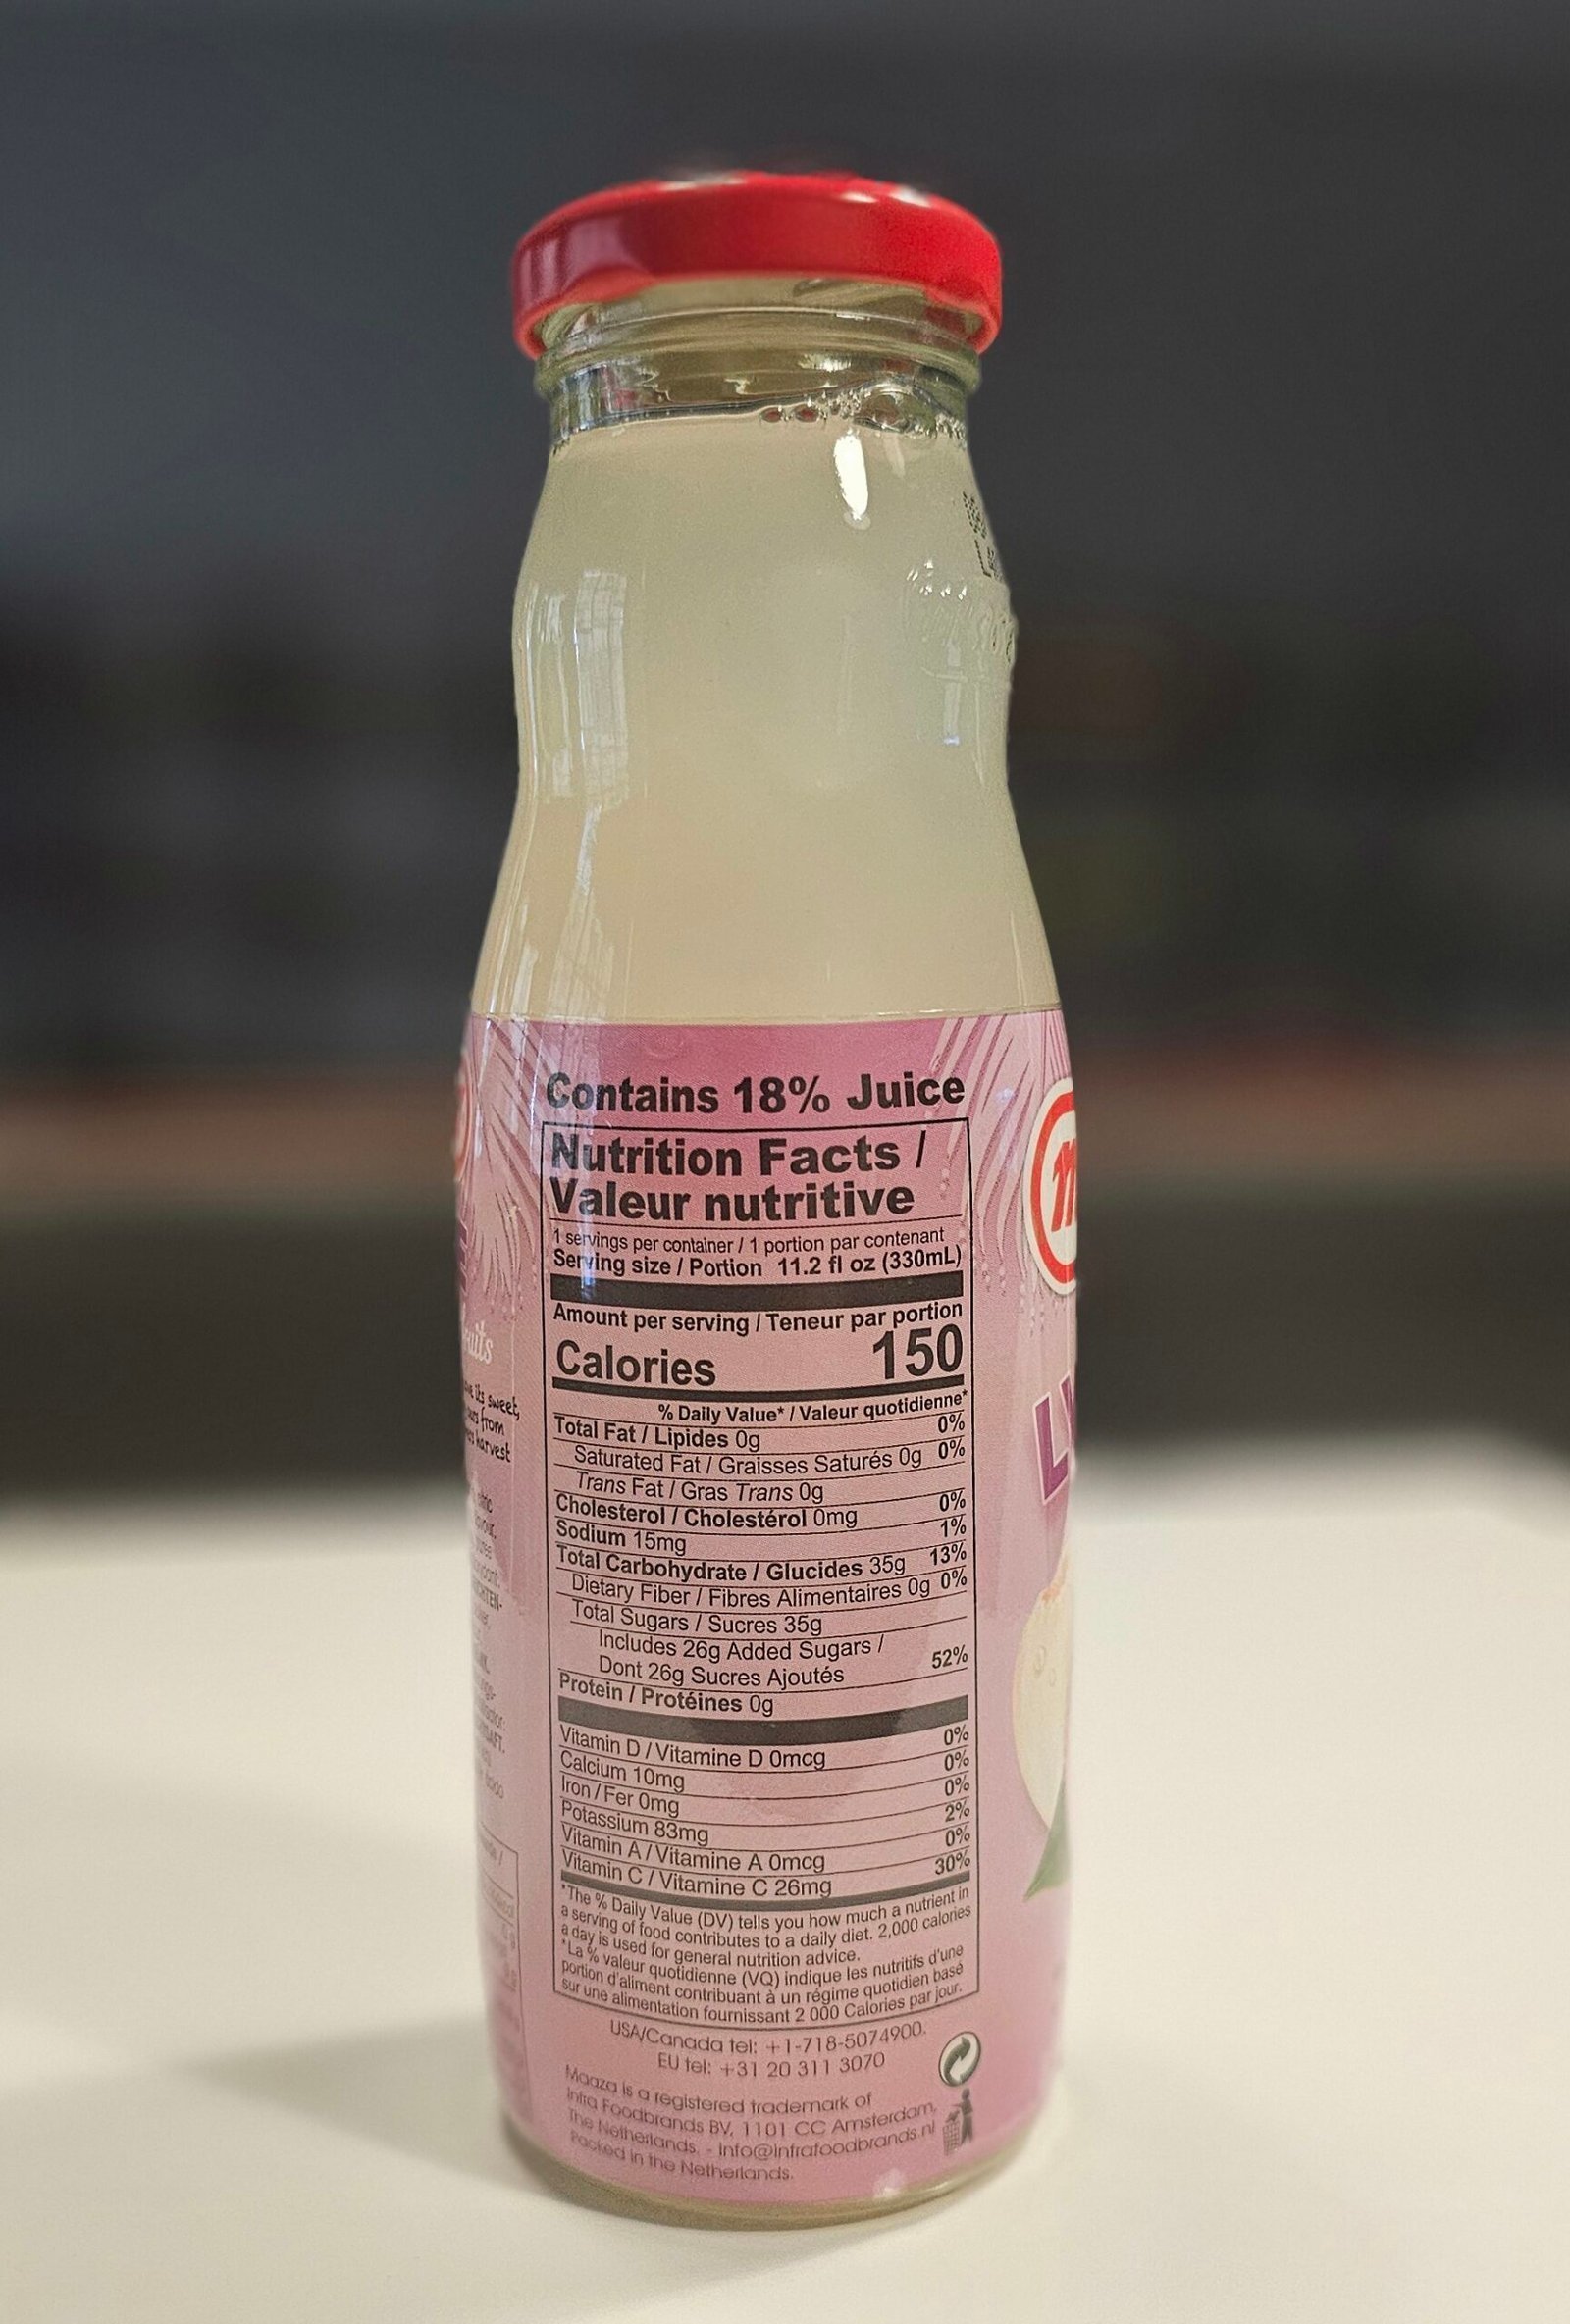 Contains 18% Juice
Nutrition Facts /
Valeur nutritive
1 servings per container / 1 portion par contenant
Serving size / Portion 11.2 fl oz (330mL)
Amount per serving / Teneur par portion
Calories 150
% Daily Value* / Valeur quotidienne*
Total Fat / Lipides 0g 0%
Saturated Fat / Graisses Saturés 0g 0%
Trans Fat / Gras Trans 0g
Cholesterol / Cholestérol 0mg 0%
Sodium 15mg 1%
Total Carbohydrate / Glucides 35g 13%
Dietary Fiber / Fibres Alimentaires 0g 0%
Total Sugars / Sucres 35g
Includes 26g Added Sugars /
Dont 26g Sucres Ajoutés 52%
Protein / Protéines 0g
Vitamin D / Vitamine D 0mcg 0%
Calcium 10mg 0%
Iron / Fer 0mg 0%
Potassium 83mg 2%
Vitamin A / Vitamine A 0mcg 0%
Vitamin C / Vitamine C 26mg 30%
*The % Daily Value (DV) tells you how much a nutrient in
a serving of food contributes to a daily diet. 2,000 calories
a day is used for general nutrition advice.
*La % valeur quotidienne (VQ) indique les nutritifs d'une
portion d'aliment contribuant à un régime quotidien basé
sur une alimentation fournissant 2 000 Calories par jour.
USA/Canada tel: +1-718-5074900.
EU tel: +31 20 311 3070
Maaza is a registered trademark of
Infra Foodbrands BV, 1101 CC Amsterdam,
The Netherlands. - info@infrafoodbrands.nl
Packed in the Netherlands.
its sweet,
from
harvest